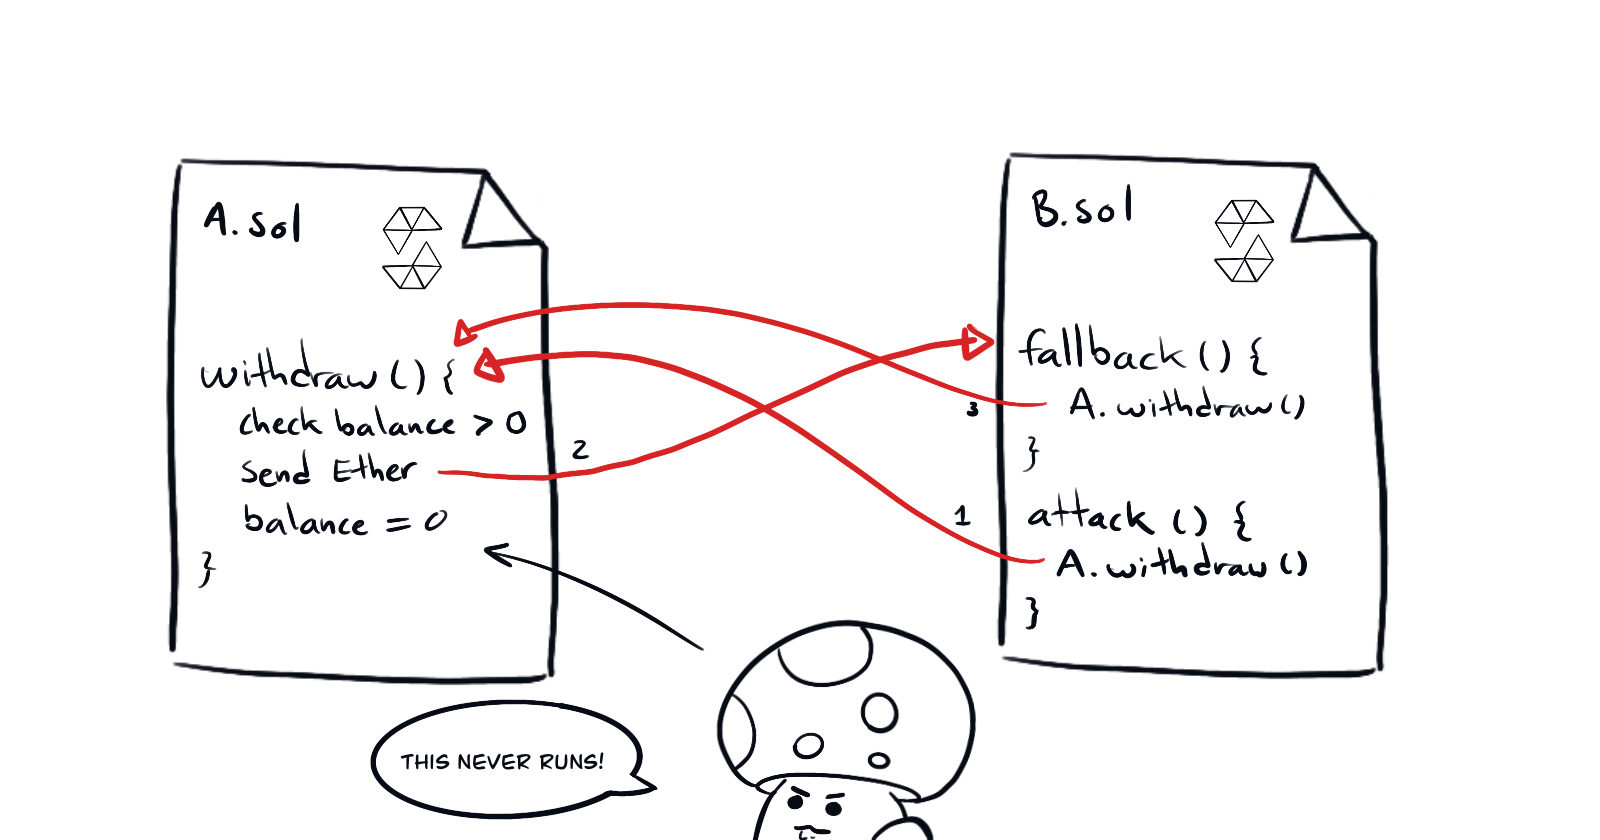 A.sol
withdraw() {
check balance > 0
send Ether
balance = 0
}
2
B.sol
fallback() {
A.withdraw()
}
3
attack() {
A.withdraw()
}
1
THIS NEVER RUNS!